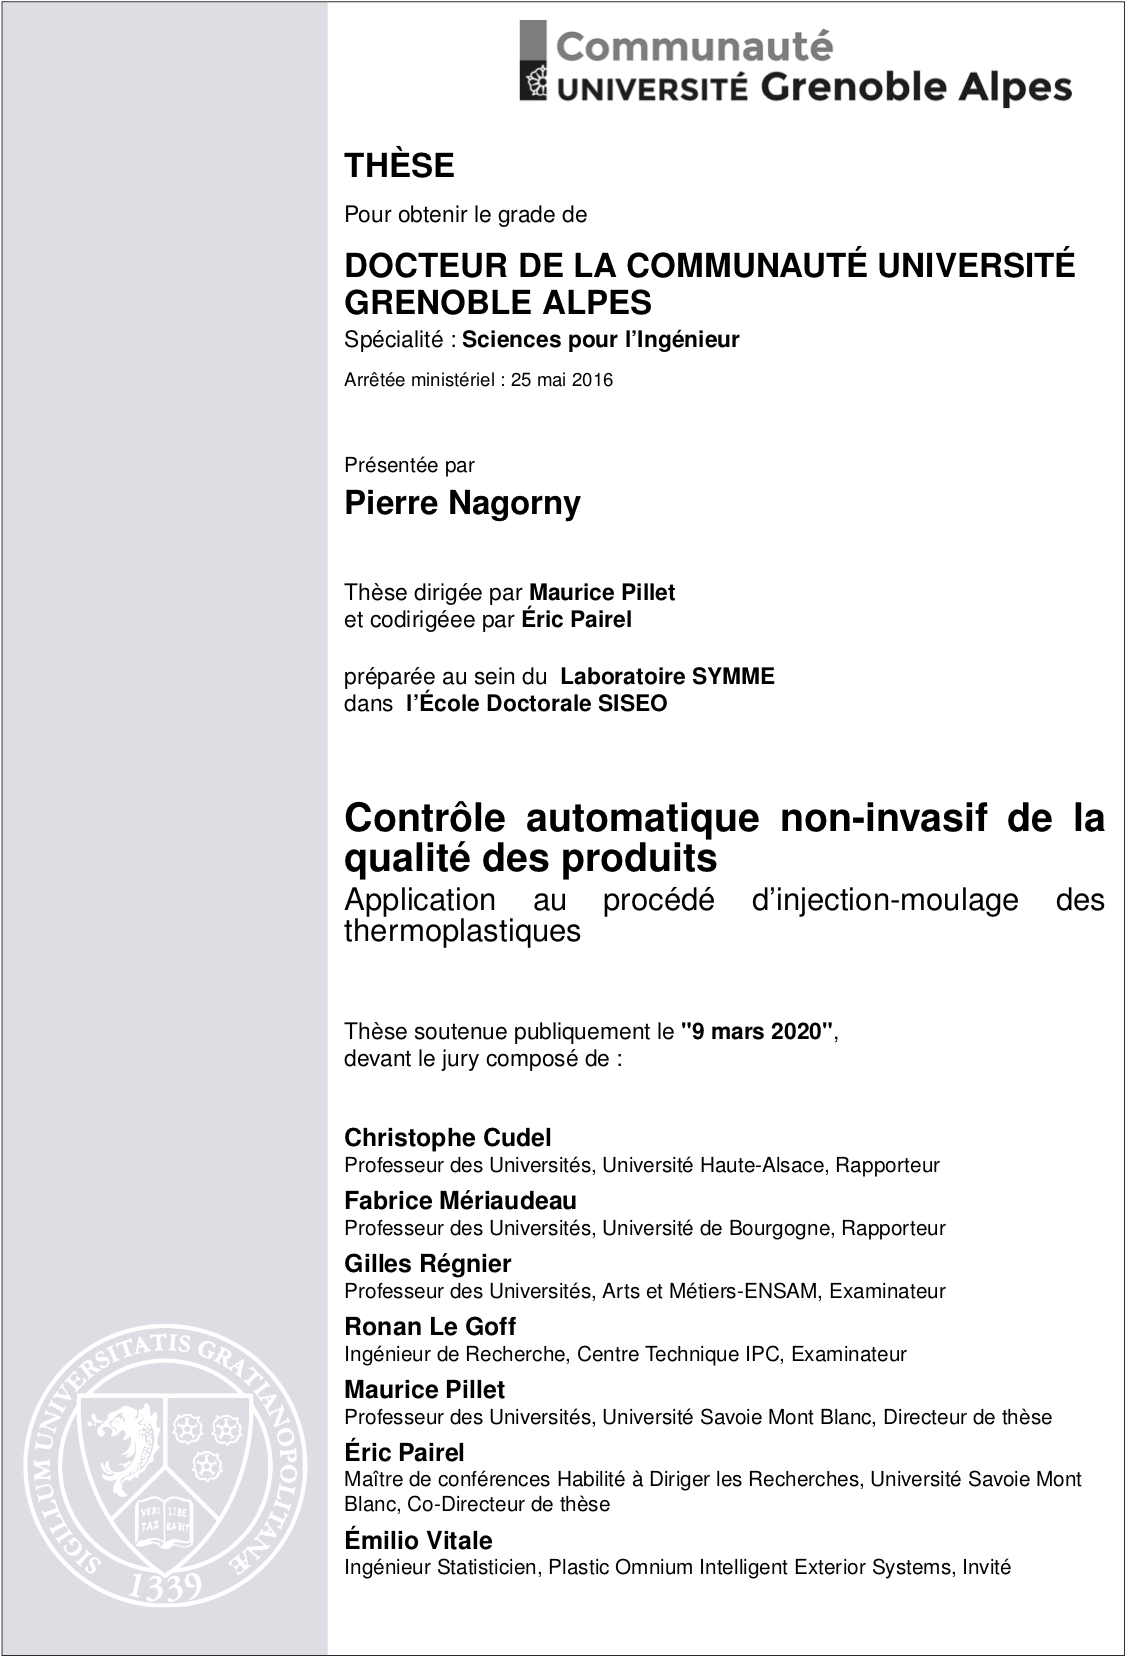 Communauté
UNIVERSITÉ Grenoble Alpes
THÈSE
Pour obtenir le grade de
DOCTEUR DE LA COMMUNAUTÉ UNIVERSITÉ
GRENOBLE ALPES
Spécialité : Sciences pour l'Ingénieur
Arrêtée ministériel : 25 mai 2016
Présentée par
Pierre Nagorny
Thèse dirigée par Maurice Pillet
et codirigéee par Éric Pairel
préparée au sein du Laboratoire SYMME
dans l'École Doctorale SISEO
Contrôle automatique non-invasif de la
qualité des produits
Application au procédé d'injection-moulage des
thermoplastiques
Thèse soutenue publiquement le "9 mars 2020",
devant le jury composé de :
Christophe Cudel
Professeur des Universités, Université Haute-Alsace, Rapporteur
Fabrice Mériaudeau
Professeur des Universités, Université de Bourgogne, Rapporteur
Gilles Régnier
Professeur des Universités, Arts et Métiers-ENSAM, Examinateur
Ronan Le Goff
Ingénieur de Recherche, Centre Technique IPC, Examinateur
Maurice Pillet
Professeur des Universités, Université Savoie Mont Blanc, Directeur de thèse
Éric Pairel
Maître de conférences Habilité à Diriger les Recherches, Université Savoie Mont
Blanc, Co-Directeur de thèse
Émilio Vitale
Ingénieur Statisticien, Plastic Omnium Intelligent Exterior Systems, Invité
SIGILLUM UNIVERSITATIS GRATIANOPOLITANÆ
VERI LIBE
TAS RABIT
1339